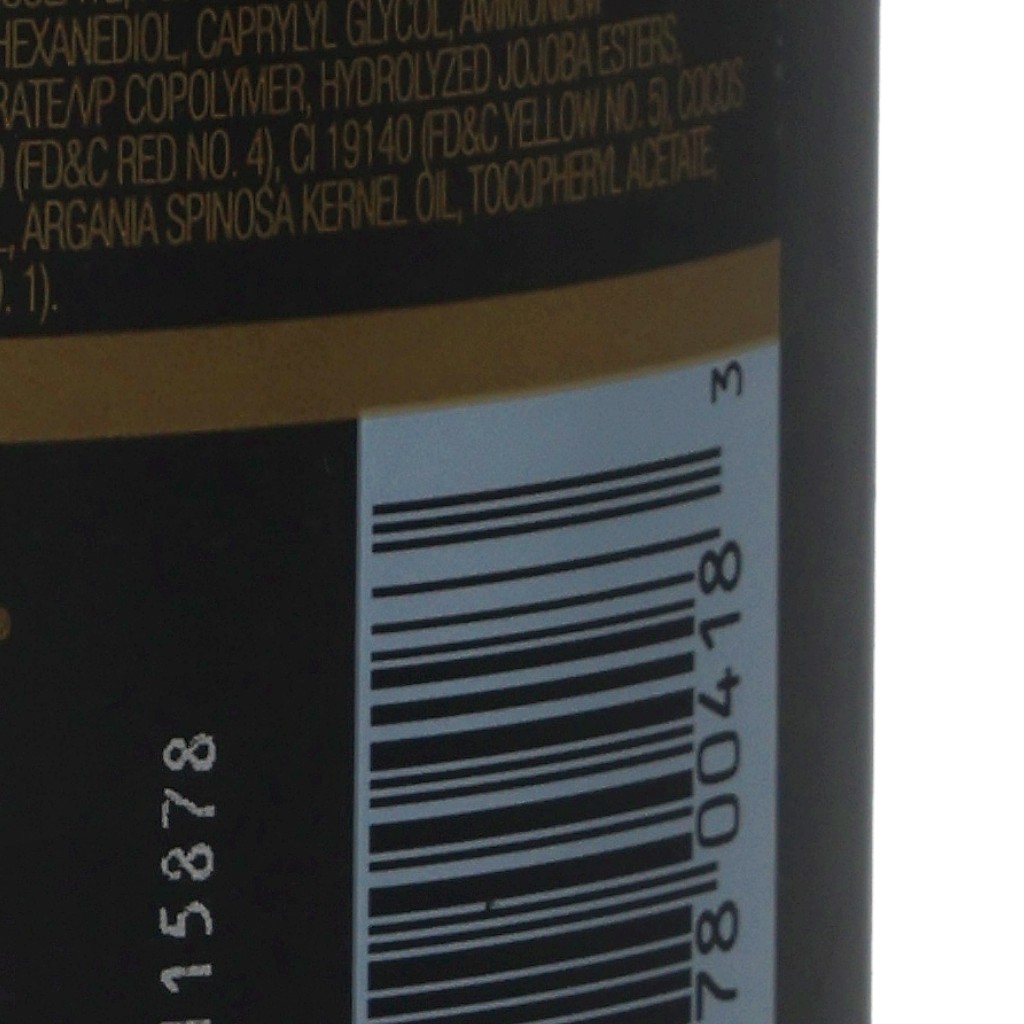 HEXANEDIOL, CAPRYLYL GLYCOL, AMMONIUM
RATE/VP COPOLYMER, HYDROLYZED JOJOBA ESTERS,
(FD&C RED NO. 4), CI 19140 (FD&C YELLOW NO. 5), COCOS
ARGANIA SPINOSA KERNEL OIL, TOCOPHERYL ACETATE,
. 1).
15878
78 00418 3